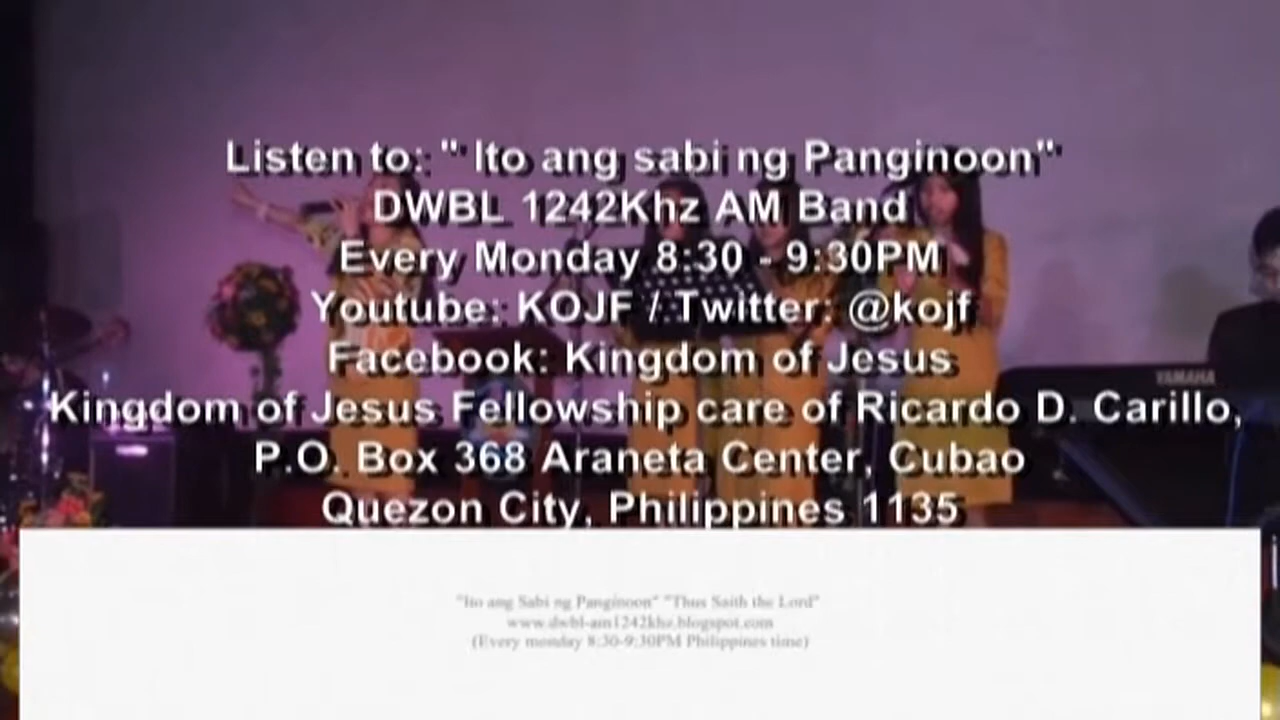 Listen to: " Ito ang sabi ng Panginoon"
DWBL 1242Khz AM Band
Every Monday 8:30 - 9:30PM
Youtube: KOJF / Twitter: @kojf
Facebook: Kingdom of Jesus
Kingdom of Jesus Fellowship care of Ricardo D. Carillo,
P.O. Box 368 Araneta Center, Cubao
Quezon City, Philippines 1135
YAMAHA
"Ito ang Sabi ng Panginoon" "Thus Saith the Lord"
www.dwbl-am1242khz.blogspot.com
(Every monday 8:30-9:30PM Philippines time)